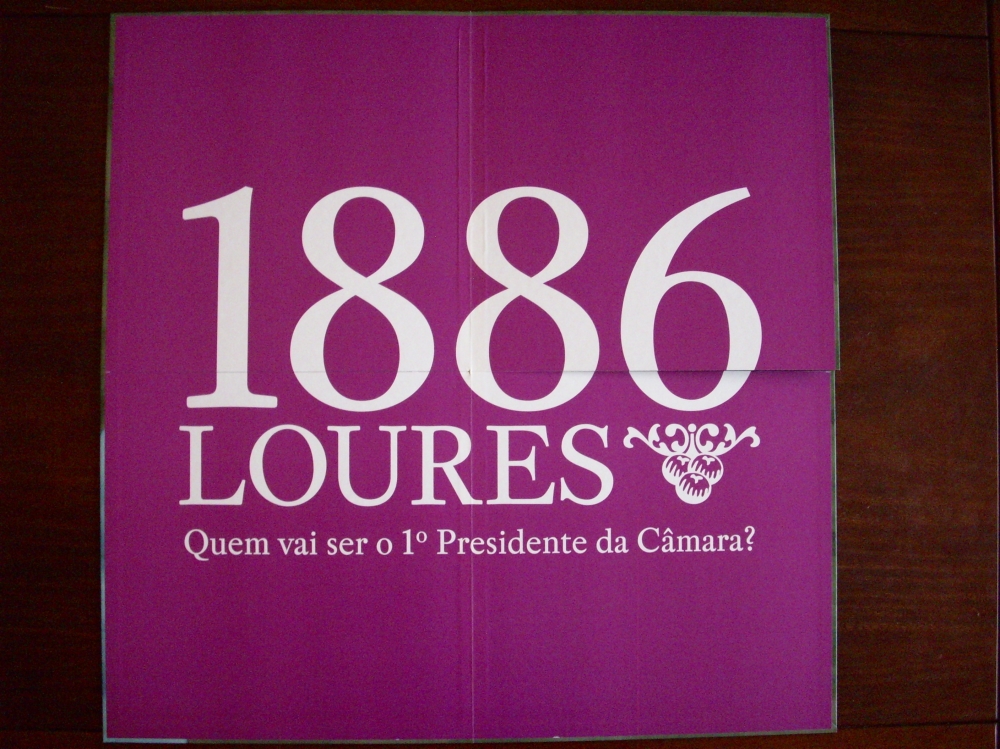 1886
LOURES
Quem vai ser o 1º Presidente da Câmara?